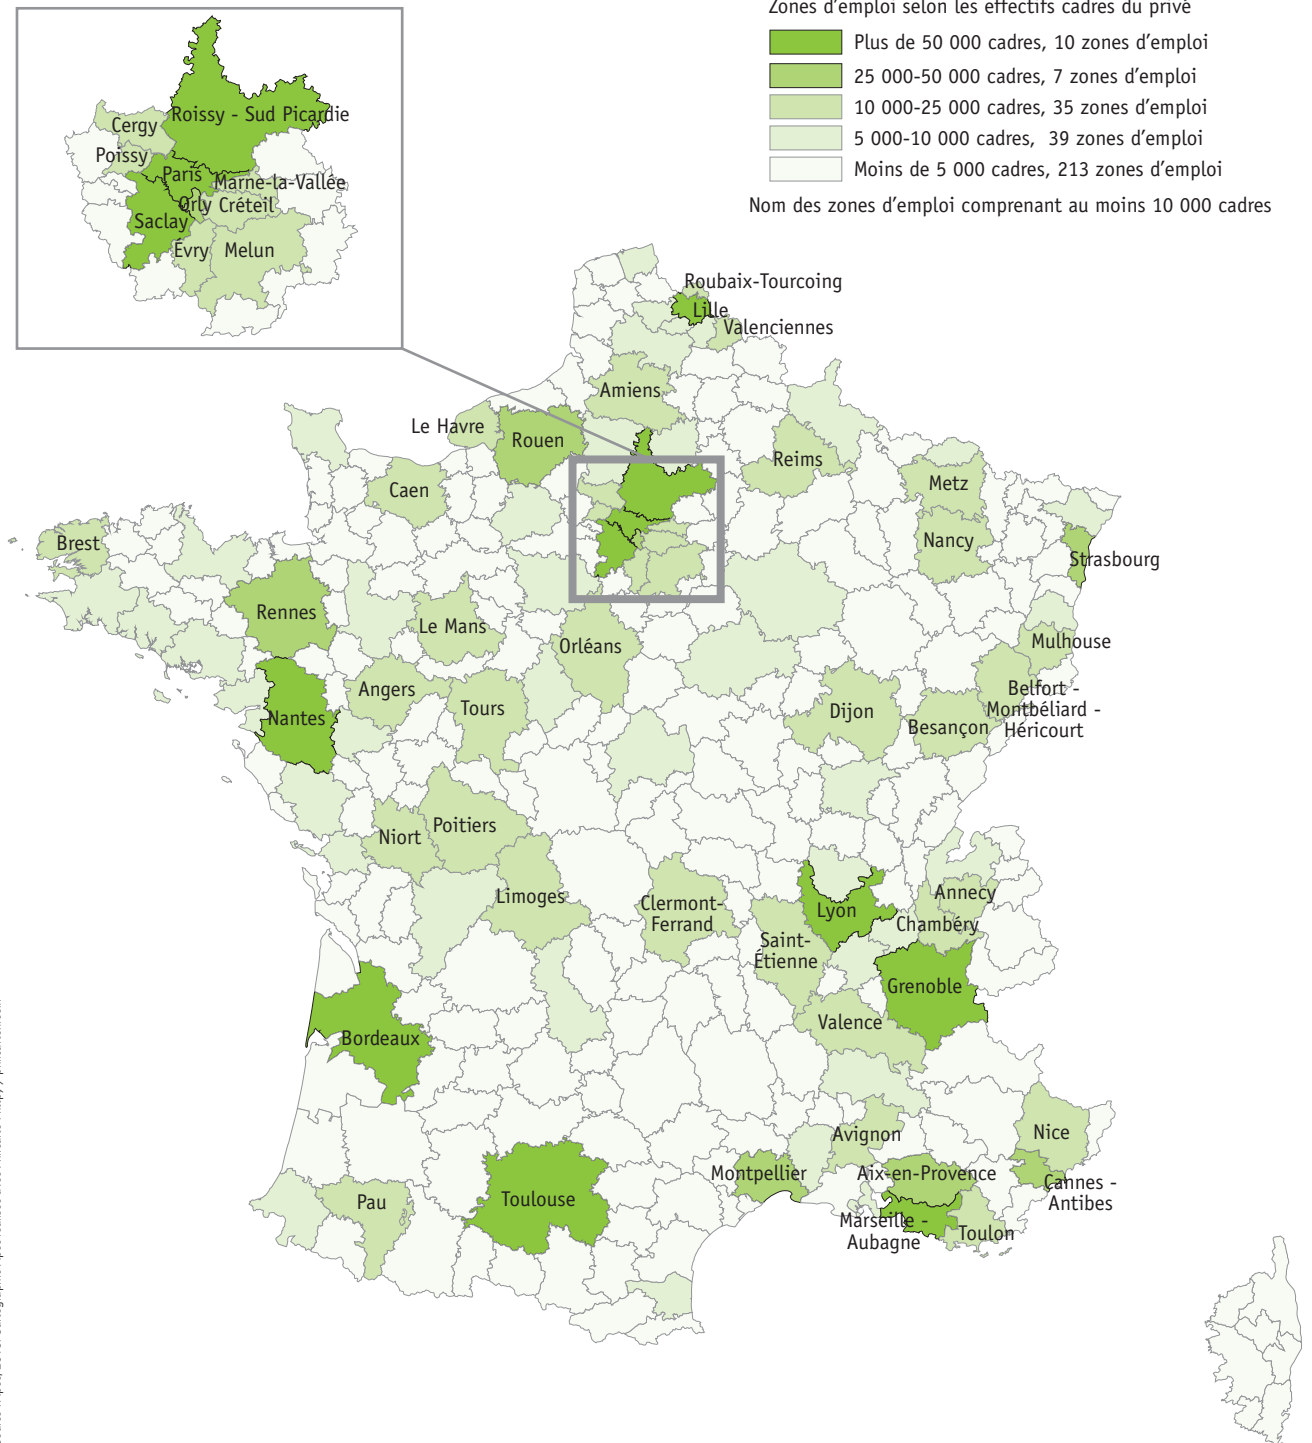 Zones d'emploi selon les effectifs cadres du privé
Plus de 50 000 cadres, 10 zones d'emploi
25 000-50 000 cadres, 7 zones d'emploi
10 000-25 000 cadres, 35 zones d'emploi
5 000-10 000 cadres, 39 zones d'emploi
Moins de 5 000 cadres, 213 zones d'emploi
Nom des zones d'emploi comprenant au moins 10 000 cadres
Roissy - Sud Picardie
Cergy
Poissy
Paris
Marne-la-Vallée
Orly Créteil
Saclay
Évry
Melun
Roubaix-Tourcoing
Lille
Valenciennes
Amiens
Le Havre
Rouen
Reims
Caen
Metz
Brest
Nancy
Strasbourg
Rennes
Le Mans
Orléans
Mulhouse
Angers
Tours
Belfort -
Montbéliard -
Héricourt
Nantes
Dijon
Besançon
Niort
Poitiers
Limoges
Clermont-
Ferrand
Lyon
Annecy
Chambéry
Saint-
Étienne
Grenoble
Valence
Bordeaux
Avignon
Nice
Montpellier
Aix-en-Provence
Cannes -
Antibes
Pau
Toulouse
Marseille -
Aubagne
Toulon